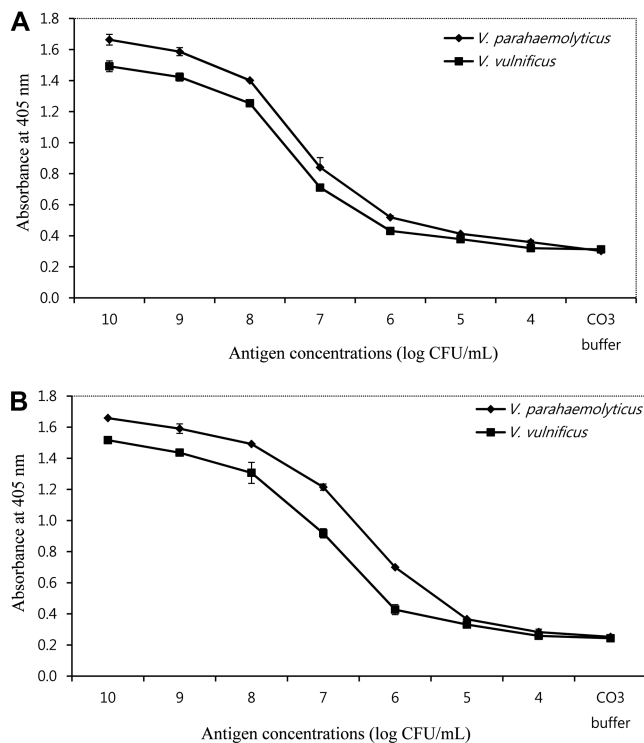 A
1.8
1.6
1.4
1.2
1.0
0.8
0.6
0.4
0.2
0.0
Absorbance at 405 nm
V. parahaemolyticus
V. vulnificus
10 9 8 7 6 5 4 CO3
buffer
Antigen concentrations (log CFU/mL)
B
1.8
1.6
1.4
1.2
1.0
0.8
0.6
0.4
0.2
0.0
Absorbance at 405 nm
V. parahaemolyticus
V. vulnificus
10 9 8 7 6 5 4 CO3
buffer
Antigen concentrations (log CFU/mL)